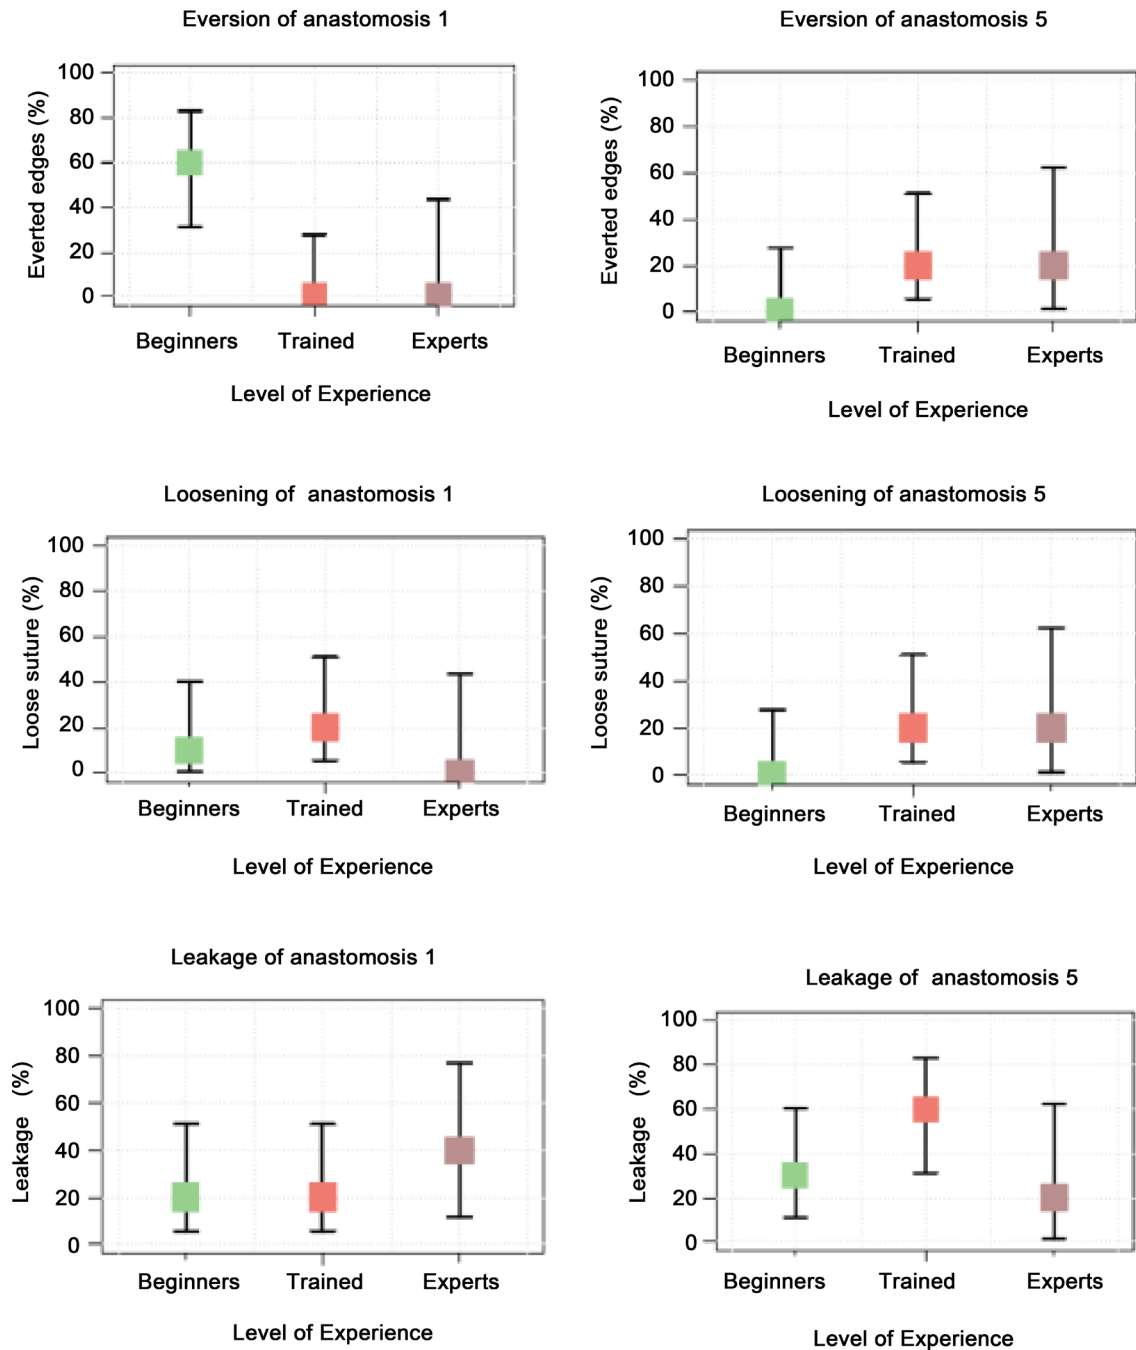 Eversion of anastomosis 1
Everted edges (%)
100
80
60
40
20
0
Beginners Trained Experts
Level of Experience
Eversion of anastomosis 5
Everted edges (%)
100
80
60
40
20
0
Beginners Trained Experts
Level of Experience
Loosening of anastomosis 1
Loose suture (%)
100
80
60
40
20
0
Beginners Trained Experts
Level of Experience
Loosening of anastomosis 5
Loose suture (%)
100
80
60
40
20
0
Beginners Trained Experts
Level of Experience
Leakage of anastomosis 1
Leakage (%)
100
80
60
40
20
0
Beginners Trained Experts
Level of Experience
Leakage of anastomosis 5
Leakage (%)
100
80
60
40
20
0
Beginners Trained Experts
Level of Experience